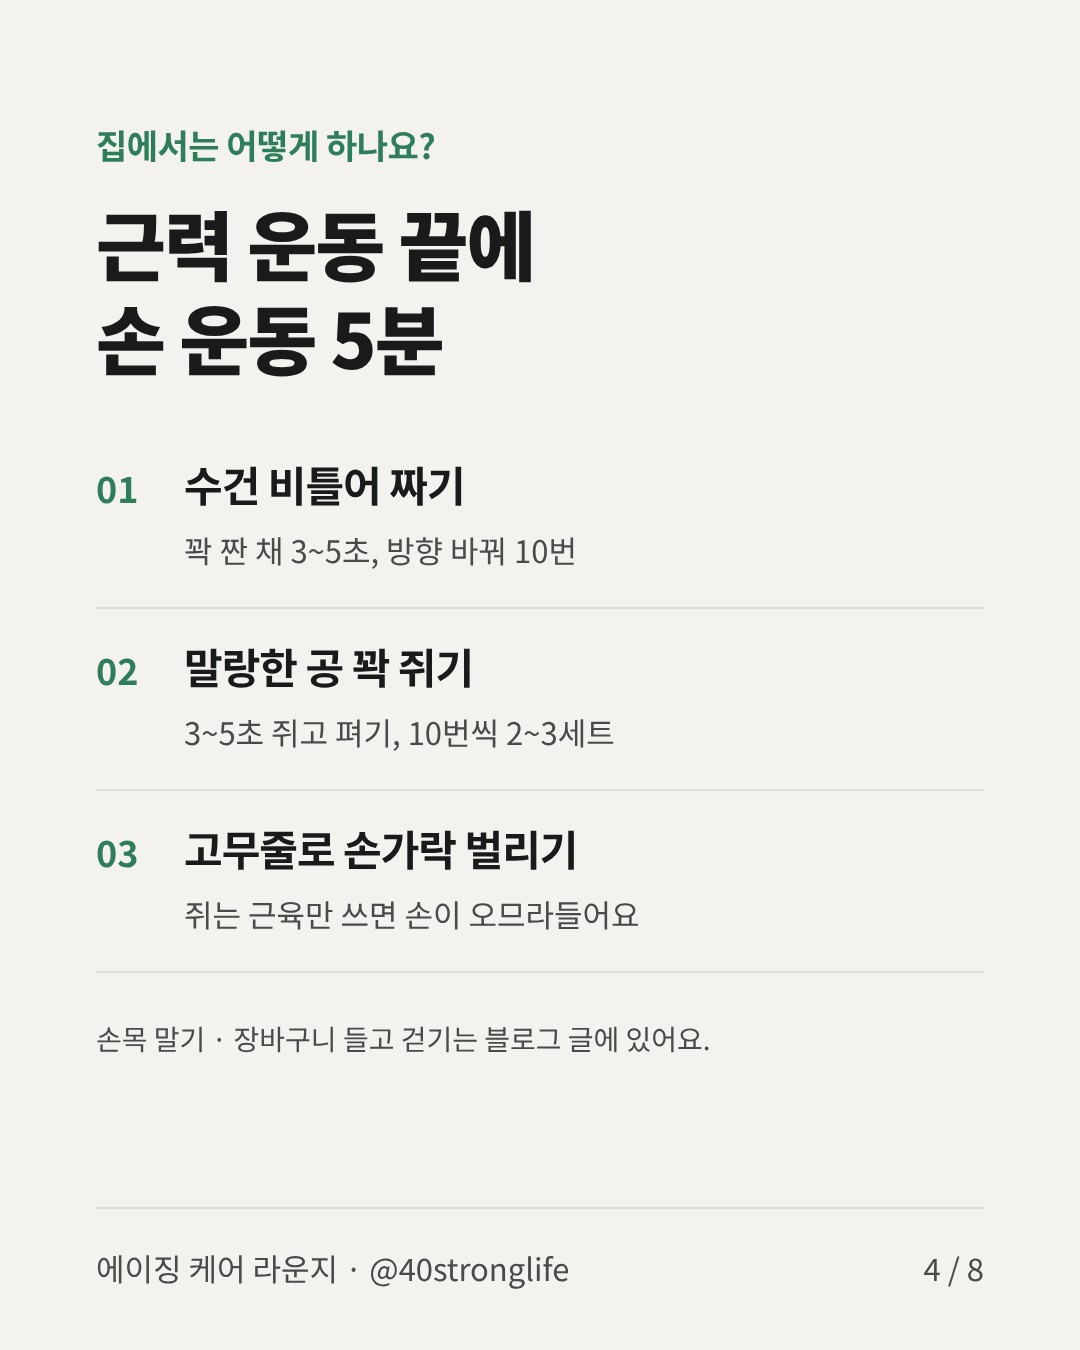 집에서는 어떻게 하나요?
근력 운동 끝에
손 운동 5분
01 수건 비틀어 짜기
꽉 짠 채 3~5초, 방향 바꿔 10번
02 말랑한 공 꽉 쥐기
3~5초 쥐고 펴기, 10번씩 2~3세트
03 고무줄로 손가락 벌리기
쥐는 근육만 쓰면 손이 오므라들어요
손목 말기 · 장바구니 들고 걷기는 블로그 글에 있어요.
에이징 케어 라운지 · @40stronglife 4 / 8